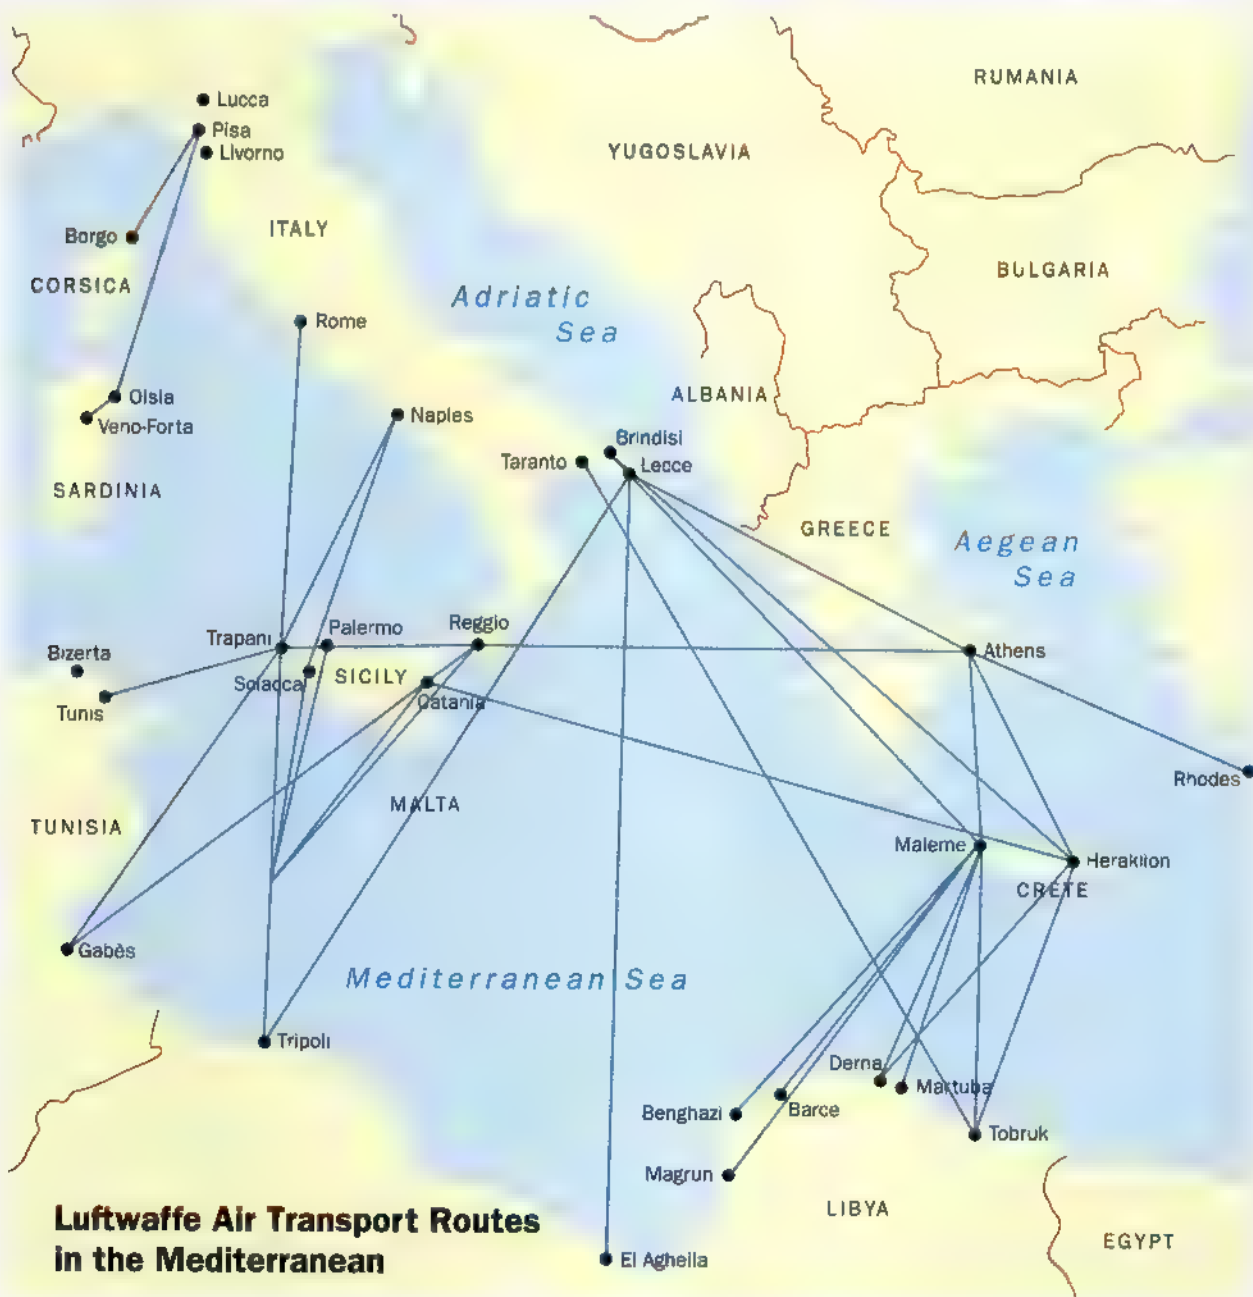 RUMANIA
Lucca
Pisa
YUGOSLAVIA
Livorno
ITALY
Borgo
BULGARIA
CORSICA
Adriatic
Sea
Rome
ALBANIA
Olsia
Naples
Veno-Forta
Brindisi
Taranto
Lecce
SARDINIA
GREECE
Aegean
Sea
Reggio
Palermo
Trapani
Athens
Bizerta
SICILY
Sciacca
Catania
Tunis
Rhodes
MALTA
TUNISIA
Maleme
Heraklion
CRETE
Gabès
Mediterranean Sea
Tripoli
Derna
Martuba
Benghazi
Barce
Tobruk
Magrun
LIBYA
Luftwaffe Air Transport Routes
in the Mediterranean
EGYPT
El Agheila